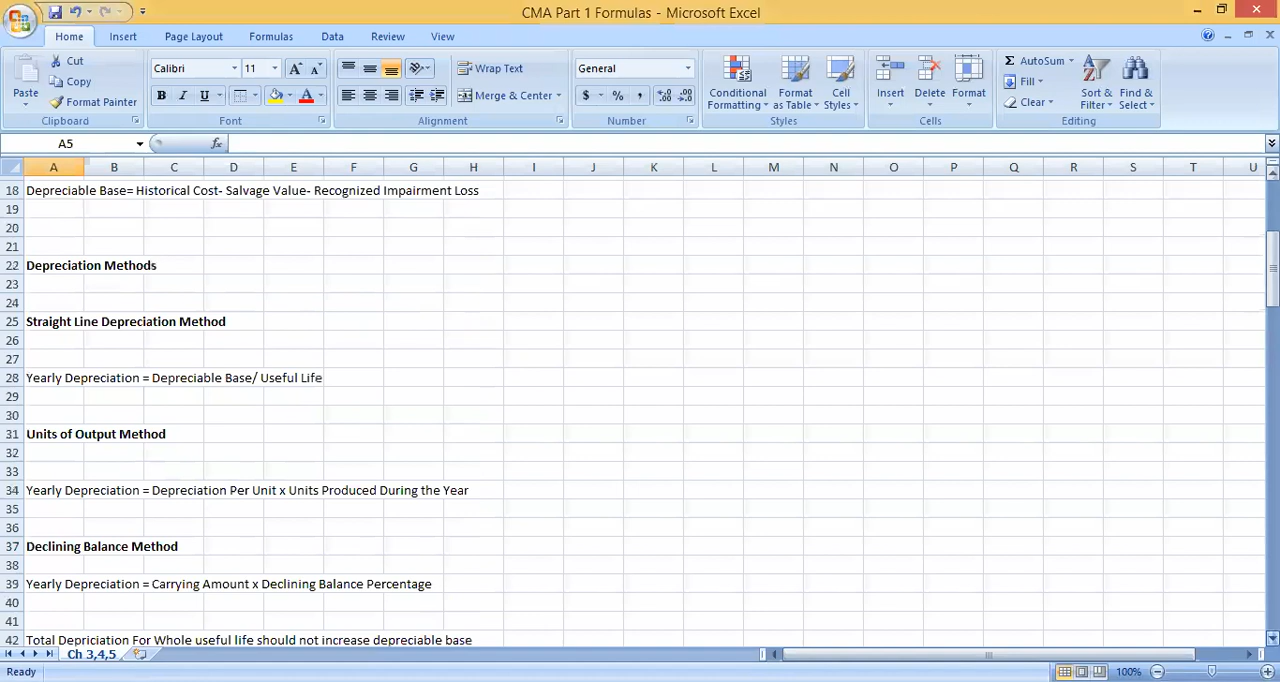 CMA Part 1 Formulas - Microsoft Excel
Home Insert Page Layout Formulas Data Review View
Paste
Cut
Copy
Format Painter
Clipboard
Calibri 11
B I U
Font
Wrap Text
Merge & Center
Alignment
General
$ % ,
Number
Conditional Formatting
Format as Table
Cell Styles
Styles
Insert Delete Format
Cells
Σ AutoSum
Fill
Clear
Sort & Filter
Find & Select
Editing
A5 fx
A B C D E F G H I J K L M N O P Q R S T U
18 Depreciable Base= Historical Cost- Salvage Value- Recognized Impairment Loss
19
20
21
22 Depreciation Methods
23
24
25 Straight Line Depreciation Method
26
27
28 Yearly Depreciation = Depreciable Base/ Useful Life
29
30
31 Units of Output Method
32
33
34 Yearly Depreciation = Depreciation Per Unit x Units Produced During the Year
35
36
37 Declining Balance Method
38
39 Yearly Depreciation = Carrying Amount x Declining Balance Percentage
40
41
42 Total Depriciation For Whole useful life should not increase depreciable base
Ch 3,4,5
Ready 100%